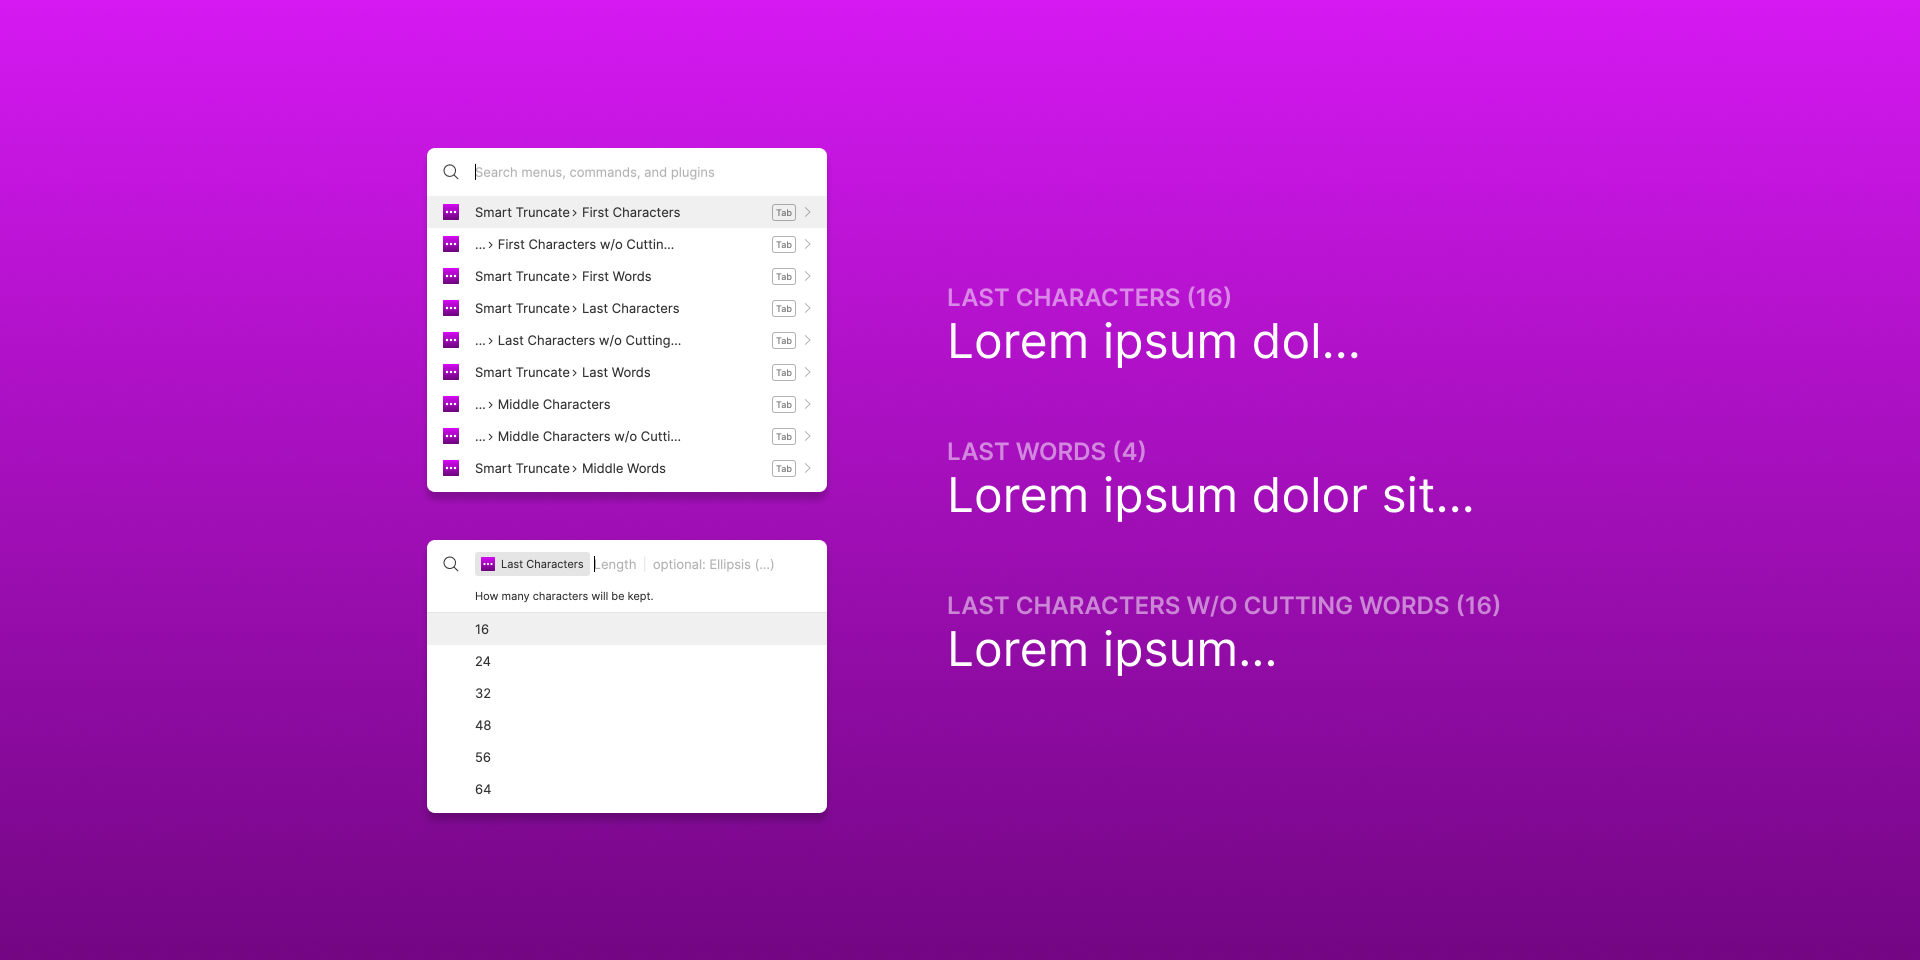 Search menus, commands, and plugins
Smart Truncate › First Characters Tab
... › First Characters w/o Cuttin... Tab
Smart Truncate › First Words Tab
Smart Truncate › Last Characters Tab
... › Last Characters w/o Cutting... Tab
Smart Truncate › Last Words Tab
... › Middle Characters Tab
... › Middle Characters w/o Cutti... Tab
Smart Truncate › Middle Words Tab
Last Characters Length optional: Ellipsis (...)
How many characters will be kept.
16
24
32
48
56
64
LAST CHARACTERS (16)
Lorem ipsum dol...
LAST WORDS (4)
Lorem ipsum dolor sit...
LAST CHARACTERS W/O CUTTING WORDS (16)
Lorem ipsum...